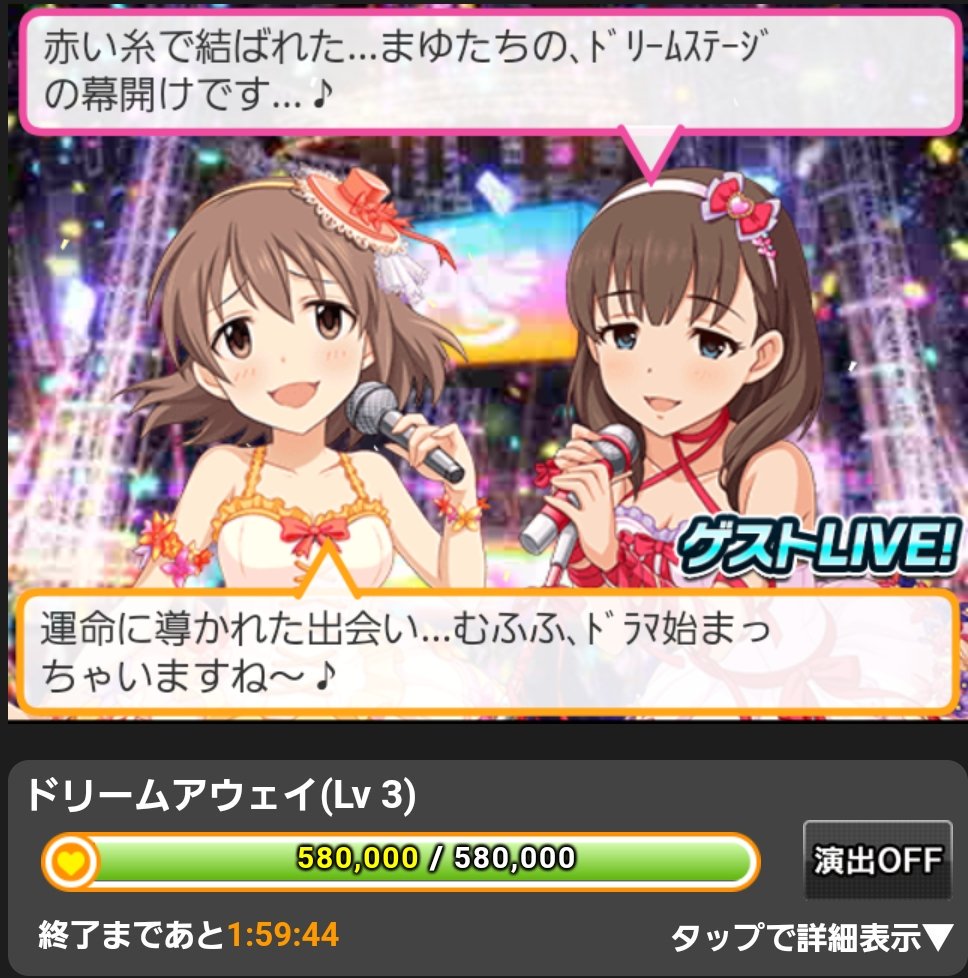 赤い糸で結ばれた…まゆたちの、ﾄﾞﾘｰﾑｽﾃｰｼﾞ
の幕開けです…♪
ゲストLIVE!
運命に導かれた出会い…むふふ、ﾄﾞﾗﾏ始まっ
ちゃいますね～♪
ドリームアウェイ(Lv 3)
580,000 / 580,000
演出OFF
終了まであと1:59:44
タップで詳細表示▼